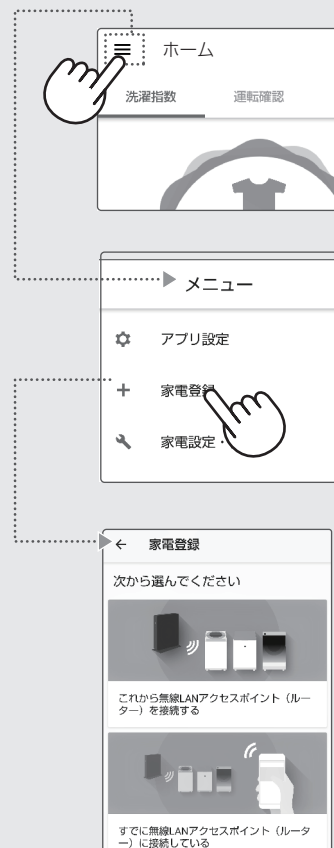 ホーム
洗濯指数 運転確認
メニュー
アプリ設定
家電登録
家電設定・
家電登録
次から選んでください
これから無線LANアクセスポイント（ルー
ター）を接続する
すでに無線LANアクセスポイント（ルータ
ー）に接続している